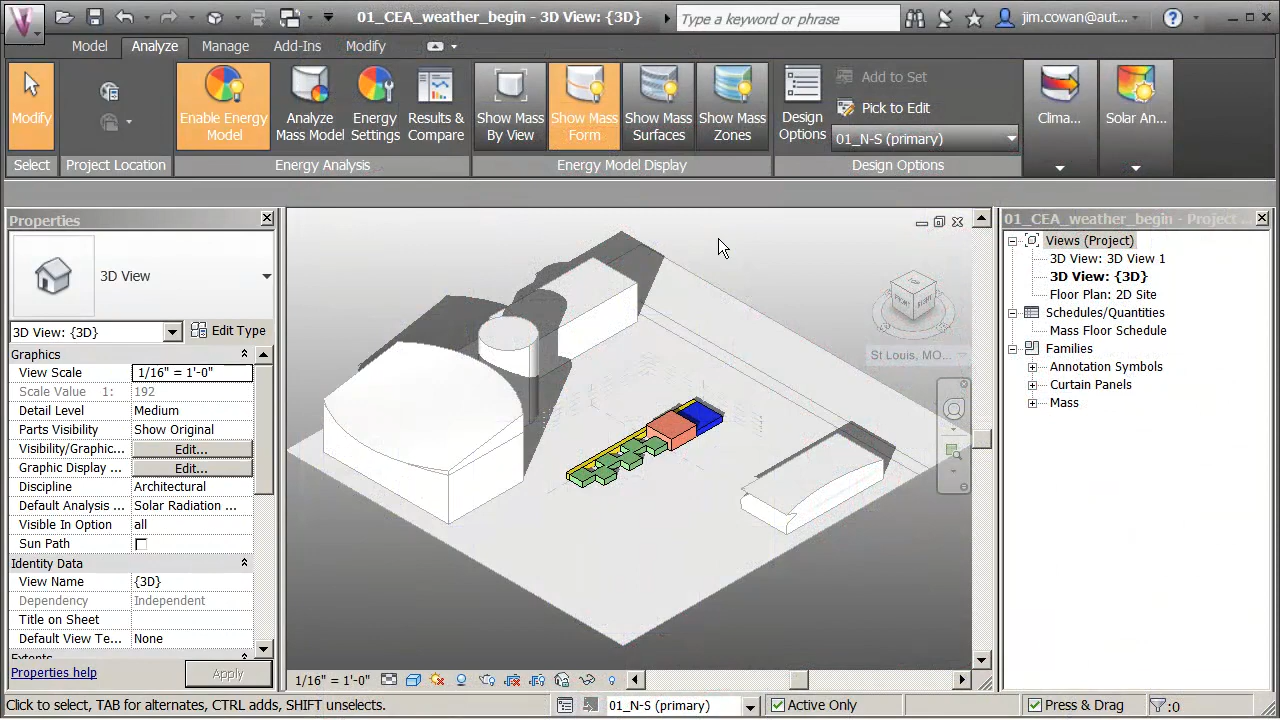 01_CEA_weather_begin - 3D View: {3D}
Type a keyword or phrase
jim.cowan@aut...
Model
Analyze
Manage
Add-Ins
Modify
Modify
Enable Energy
Model
Analyze
Mass Model
Energy
Settings
Results &
Compare
Show Mass
By View
Show Mass
Form
Show Mass
Surfaces
Show Mass
Zones
Design
Options
Add to Set
Pick to Edit
01_N-S (primary)
Clima...
Solar An...
Select
Project Location
Energy Analysis
Energy Model Display
Design Options
Properties
3D View
3D View: {3D}
Edit Type
Graphics
View Scale
1/16" = 1'-0"
Scale Value    1:
192
Detail Level
Medium
Parts Visibility
Show Original
Visibility/Graphic...
Edit...
Graphic Display ...
Edit...
Discipline
Architectural
Default Analysis ...
Solar Radiation ...
Visible In Option
all
Sun Path
Identity Data
View Name
{3D}
Dependency
Independent
Title on Sheet
Default View Te...
None
Extents
Properties help
Apply
TOP
FRONT
RIGHT
St Louis, MO...
1/16" = 1'-0"
01_CEA_weather_begin - Project ...
Views (Project)
3D View: 3D View 1
3D View: {3D}
Floor Plan: 2D Site
Schedules/Quantities
Mass Floor Schedule
Families
Annotation Symbols
Curtain Panels
Mass
Click to select, TAB for alternates, CTRL adds, SHIFT unselects.
01_N-S (primary)
Active Only
Press & Drag
:0